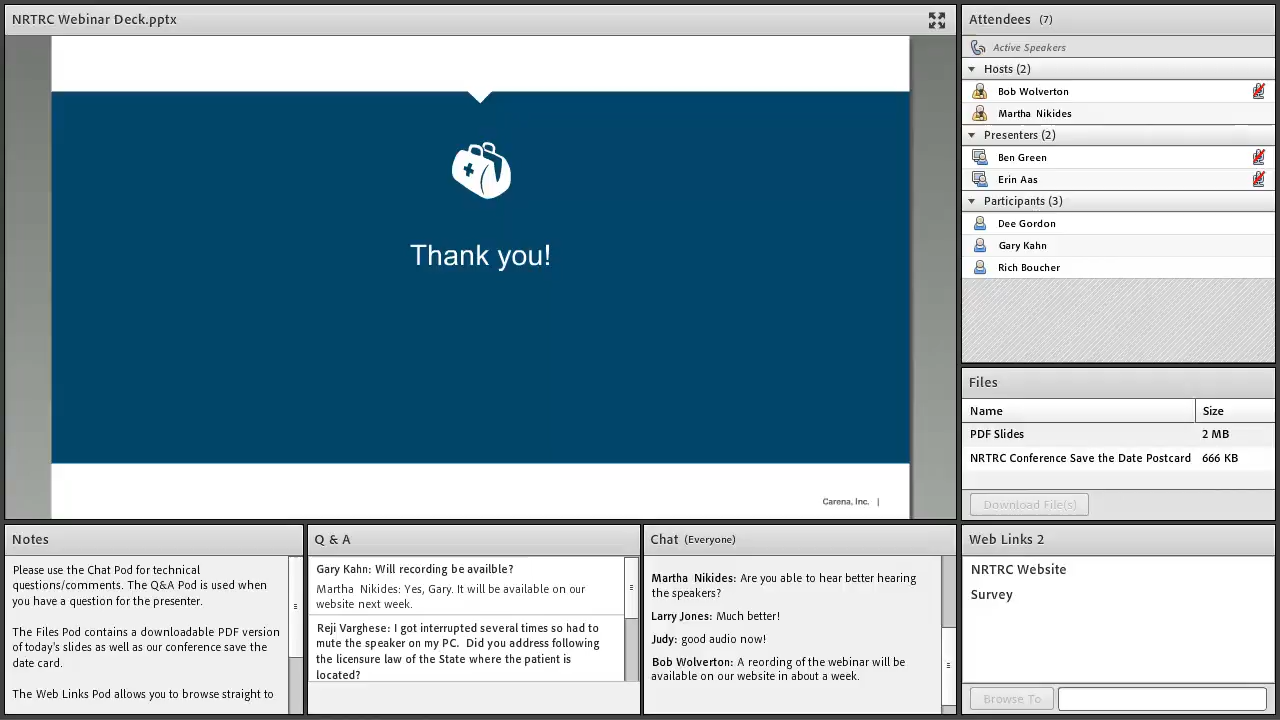 NRTRC Webinar Deck.pptx
Thank you!
Carena, Inc. |
Attendees (7)
Active Speakers
Hosts (2)
Bob Wolverton
Martha Nikides
Presenters (2)
Ben Green
Erin Aas
Participants (3)
Dee Gordon
Gary Kahn
Rich Boucher
Files
Name Size
PDF Slides 2 MB
NRTRC Conference Save the Date Postcard 666 KB
Download File(s)
Notes
Please use the Chat Pod for technical
questions/comments. The Q&A Pod is used when
you have a question for the presenter.
The Files Pod contains a downloadable PDF version
of today's slides as well as our conference save the
date card.
The Web Links Pod allows you to browse straight to
Q & A
Gary Kahn: Will recording be availble?
Martha Nikides: Yes, Gary. It will be available on our
website next week.
Reji Varghese: I got interrupted several times so had to
mute the speaker on my PC. Did you address following
the licensure law of the State where the patient is
located?
Chat (Everyone)
Martha Nikides: Are you able to hear better hearing
the speakers?
Larry Jones: Much better!
Judy: good audio now!
Bob Wolverton: A reording of the webinar will be
available on our website in about a week.
Web Links 2
NRTRC Website
Survey
Browse To